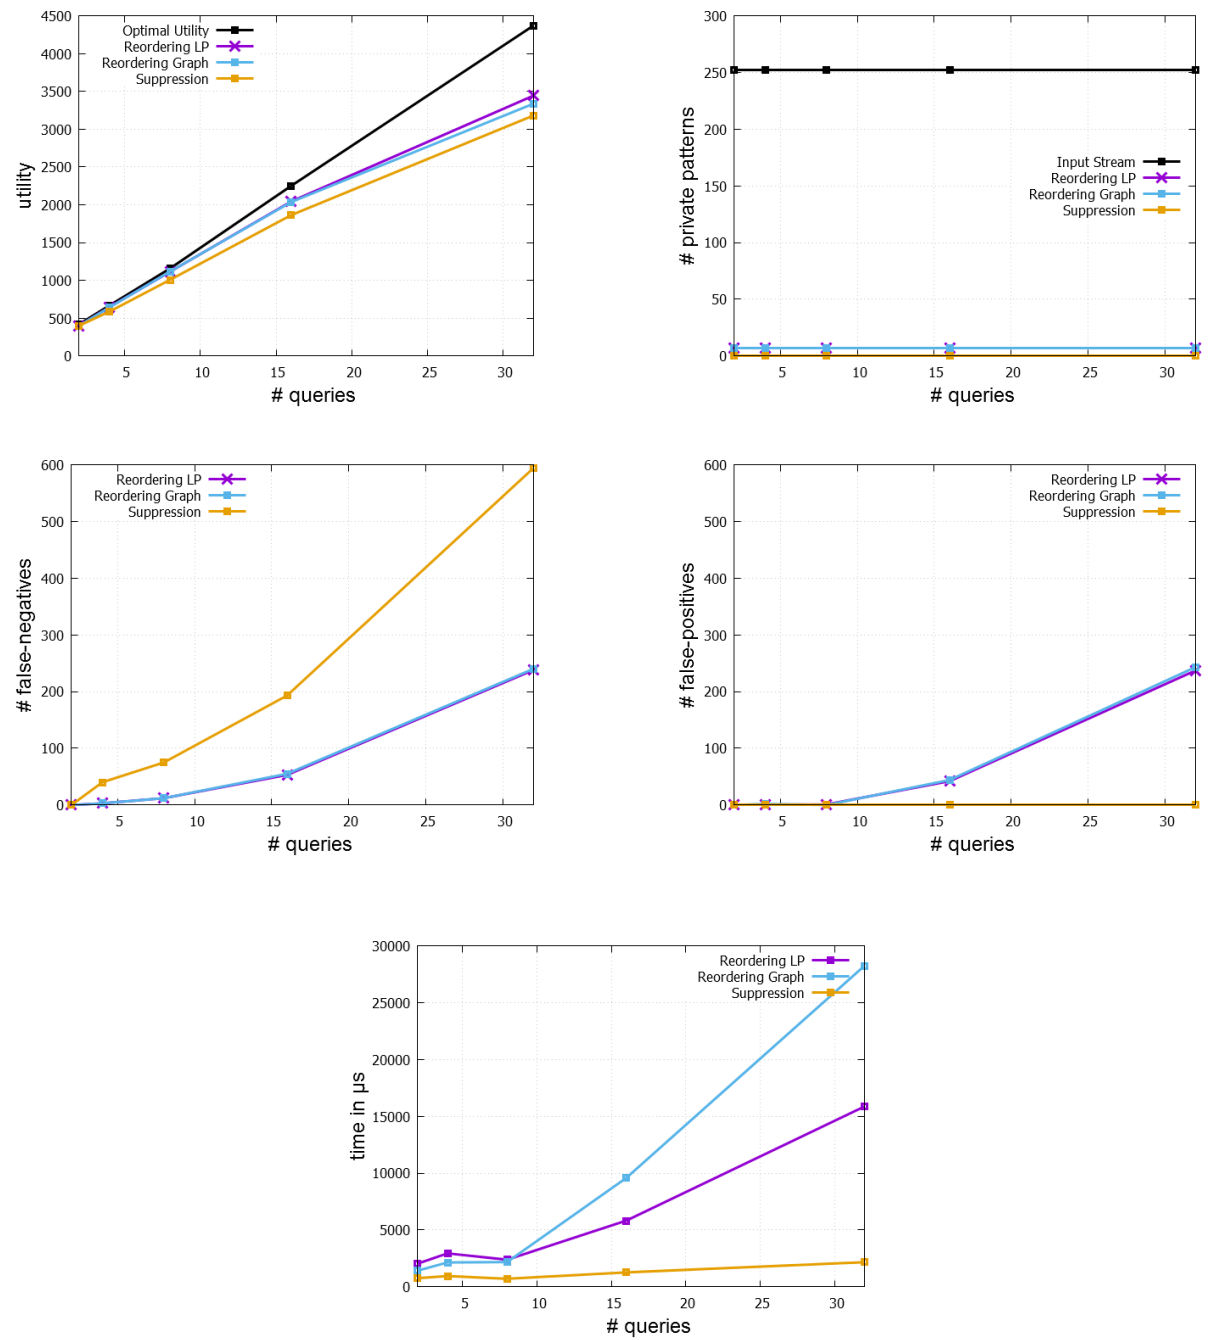 4500
4000
3500
3000
2500
2000
1500
1000
500
0
utility
Optimal Utility
Reordering LP
Reordering Graph
Suppression
5 10 15 20 25 30
# queries
300
250
200
150
100
50
0
# private patterns
Input Stream
Reordering LP
Reordering Graph
Suppression
5 10 15 20 25 30
# queries
600
500
400
300
200
100
0
# false-negatives
Reordering LP
Reordering Graph
Suppression
5 10 15 20 25 30
# queries
600
500
400
300
200
100
0
# false-positives
Reordering LP
Reordering Graph
Suppression
5 10 15 20 25 30
# queries
30000
25000
20000
15000
10000
5000
0
time in µs
Reordering LP
Reordering Graph
Suppression
5 10 15 20 25 30
# queries